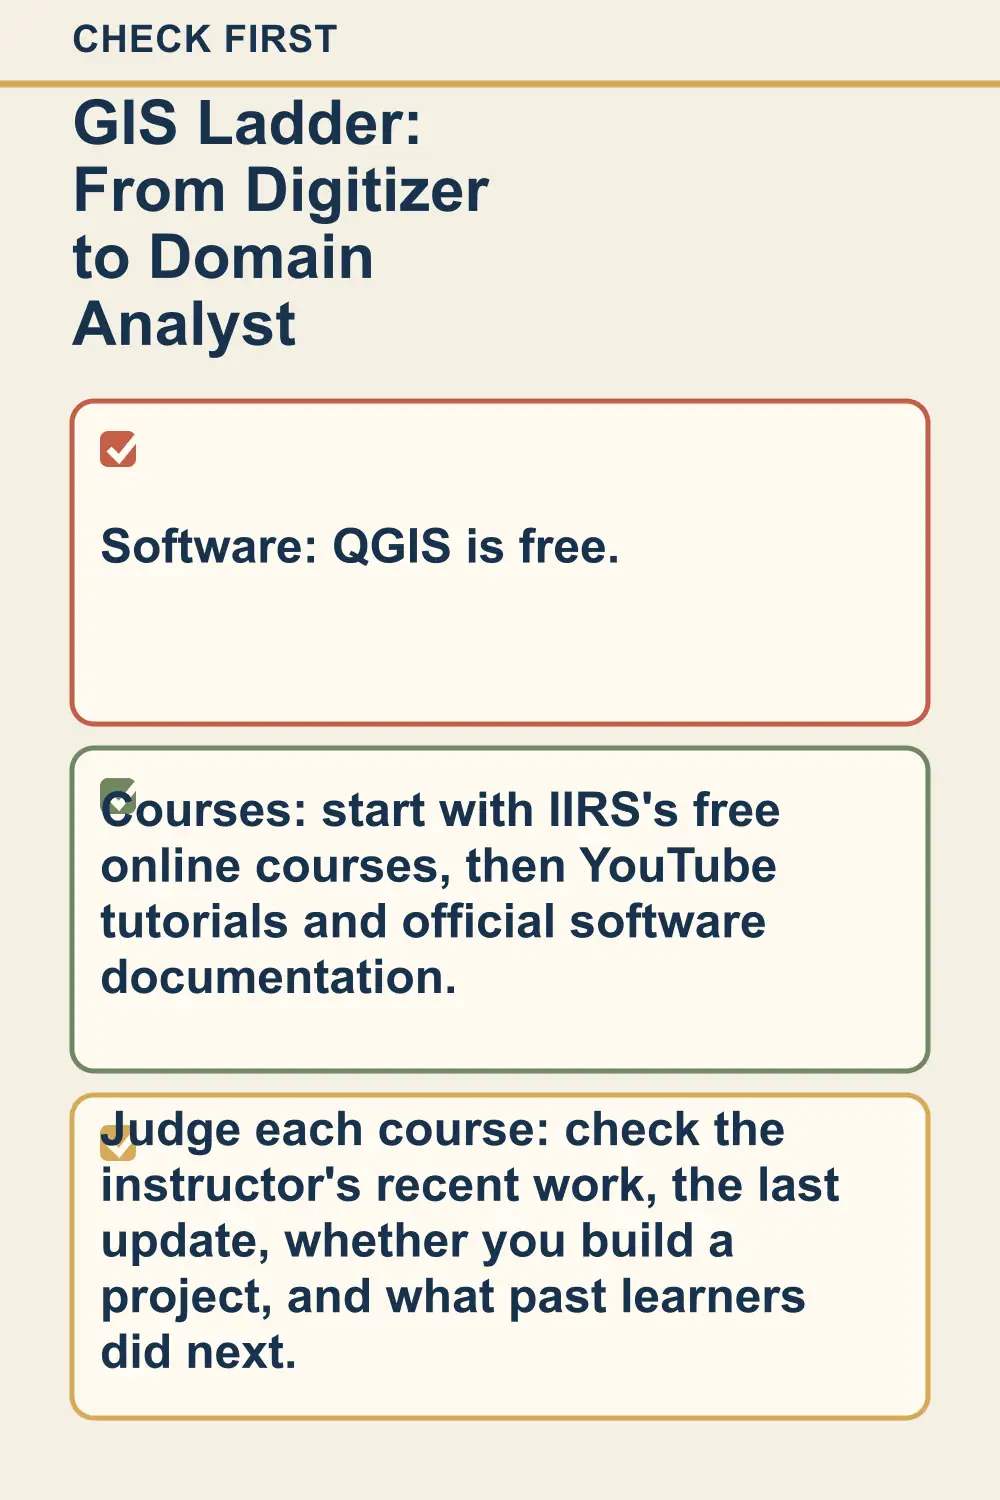 CHECK FIRST
GIS Ladder:
From Digitizer
to Domain
Analyst
Software: QGIS is free.
Courses: start with IIRS's free
online courses, then YouTube
tutorials and official software
documentation.
Judge each course: check the
instructor's recent work, the last
update, whether you build a
project, and what past learners
did next.